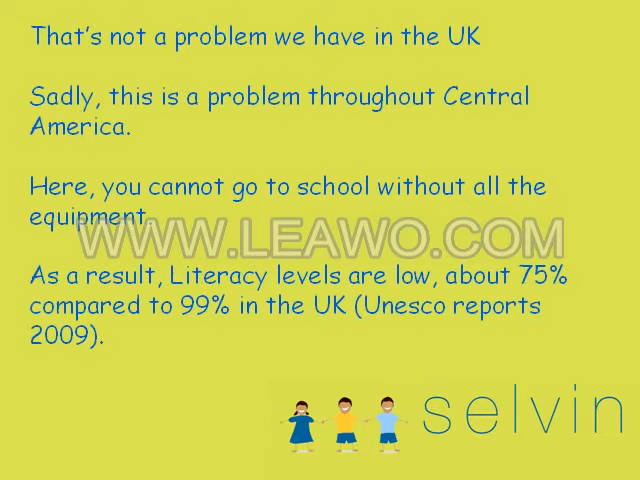 That's not a problem we have in the UK
Sadly, this is a problem throughout Central
America.
Here, you cannot go to school without all the
equipment.
WWW.LEAWO.COM
As a result, Literacy levels are low, about 75%
compared to 99% in the UK (Unesco reports
2009).
selvin